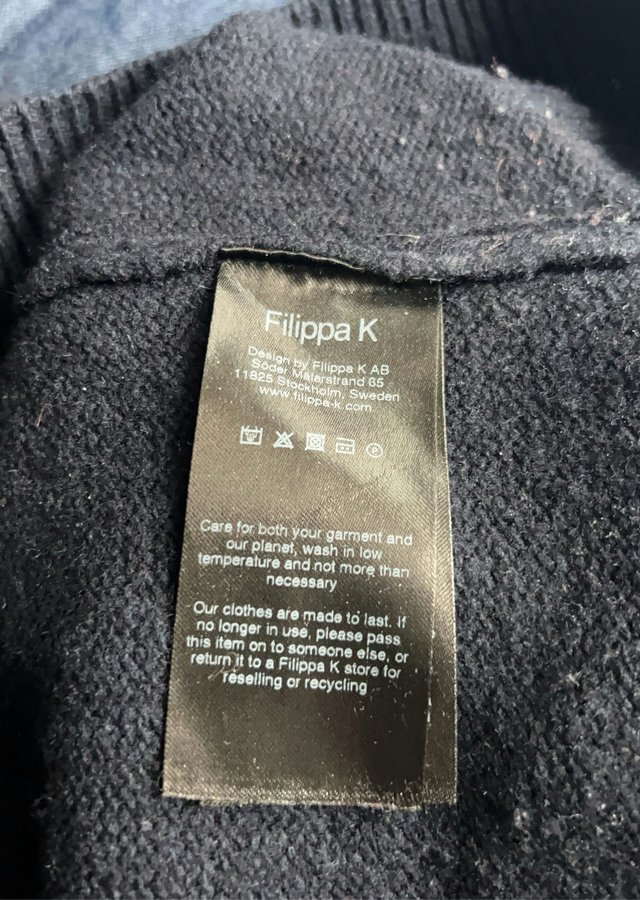 Filippa K
Design by Filippa K AB
Söder Mälarstrand 65
11825 Stockholm, Sweden
www.filippa-k.com
P
Care for both your garment and
our planet, wash in low
temperature and not more than
necessary
Our clothes are made to last. If
no longer in use, please pass
this item on to someone else, or
return it to a Filippa K store for
reselling or recycling